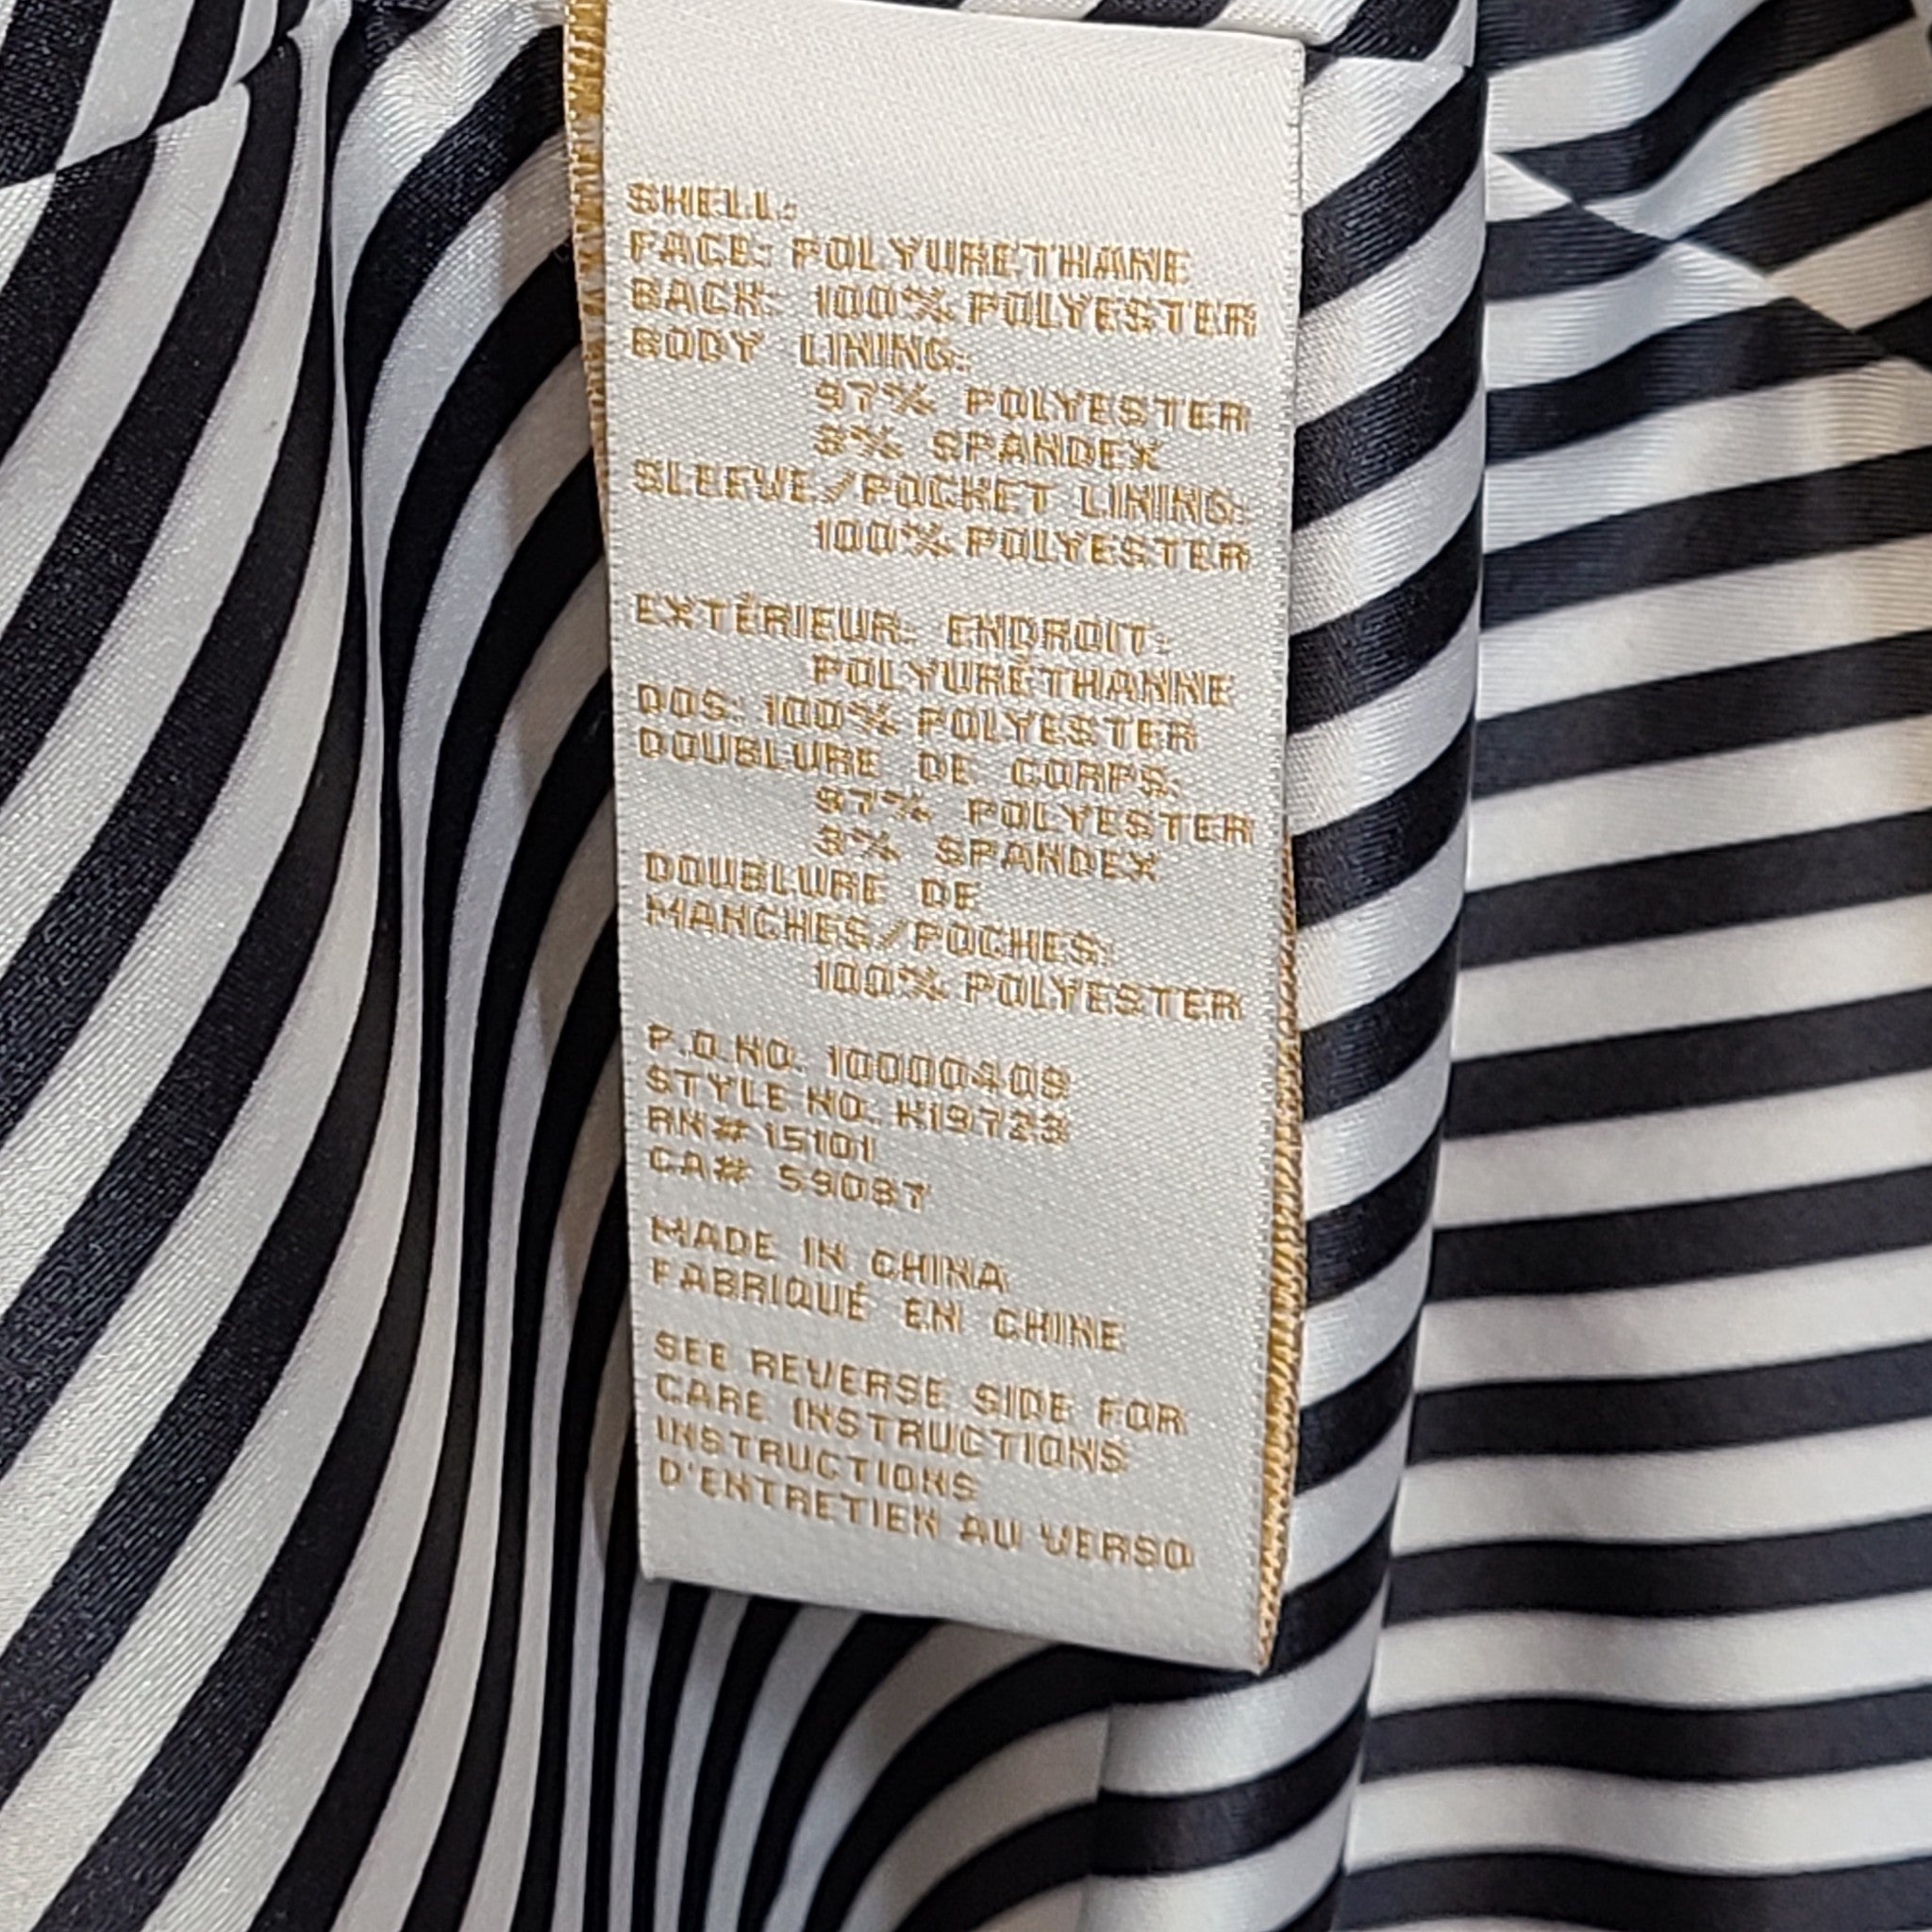 SHELL:
FACE: POLYURETHANE
BACK: 100% POLYESTER
BODY LINING:
97% POLYESTER
3% SPANDEX
SLEEVE/POCKET LINING:
100% POLYESTER
EXTÉRIEUR: ENDROIT:
POLYURÉTHANNE
DOS: 100% POLYESTER
DOUBLURE DE CORPS:
97% POLYESTER
3% SPANDEX
DOUBLURE DE
MANCHES/POCHES:
100% POLYESTER
P.O.NO. 10000409
STYLE NO. K19723
RN# 15101
CA# 59087
MADE IN CHINA
FABRIQUÉ EN CHINE
SEE REVERSE SIDE FOR
CARE INSTRUCTIONS
INSTRUCTIONS
D'ENTRETIEN AU VERSO